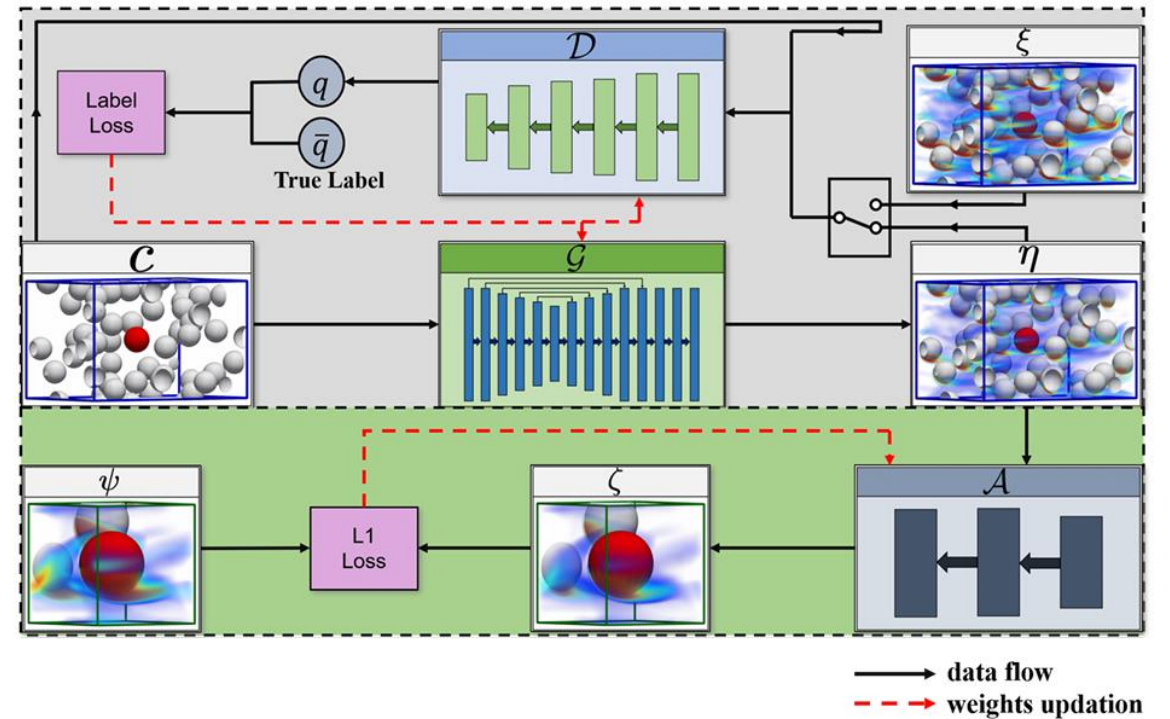 𝒟
ξ
Label
Loss
q
q̄
True Label
C
𝒢
η
ψ
ζ
𝒜
L1
Loss
data flow
weights updation